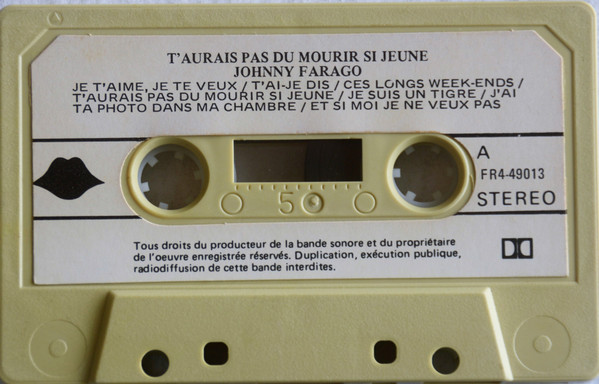 T'AURAIS PAS DU MOURIR SI JEUNE
JOHNNY FARAGO
JE T'AIME, JE TE VEUX / T'AI-JE DIS / CES LONGS WEEK-ENDS /
T'AURAIS PAS DU MOURIR SI JEUNE / JE SUIS UN TIGRE / J'AI
TA PHOTO DANS MA CHAMBRE / ET SI MOI JE NE VEUX PAS
A
FR4-49013
STEREO
50
Tous droits du producteur de la bande sonore et du propriétaire
de l'oeuvre enregistrée réservés. Duplication, exécution publique,
radiodiffusion de cette bande interdites.